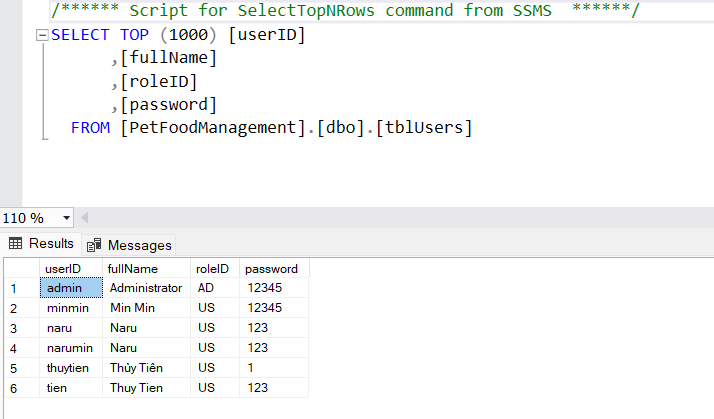 /****** Script for SelectTopNRows command from SSMS  ******/
SELECT TOP (1000) [userID]
      ,[fullName]
      ,[roleID]
      ,[password]
  FROM [PetFoodManagement].[dbo].[tblUsers]
110 %
Results Messages
userID fullName roleID password
1 admin Administrator AD 12345
2 minmin Min Min US 12345
3 naru Naru US 123
4 narumin Naru US 123
5 thuytien Thủy Tiên US 1
6 tien Thuy Tien US 123